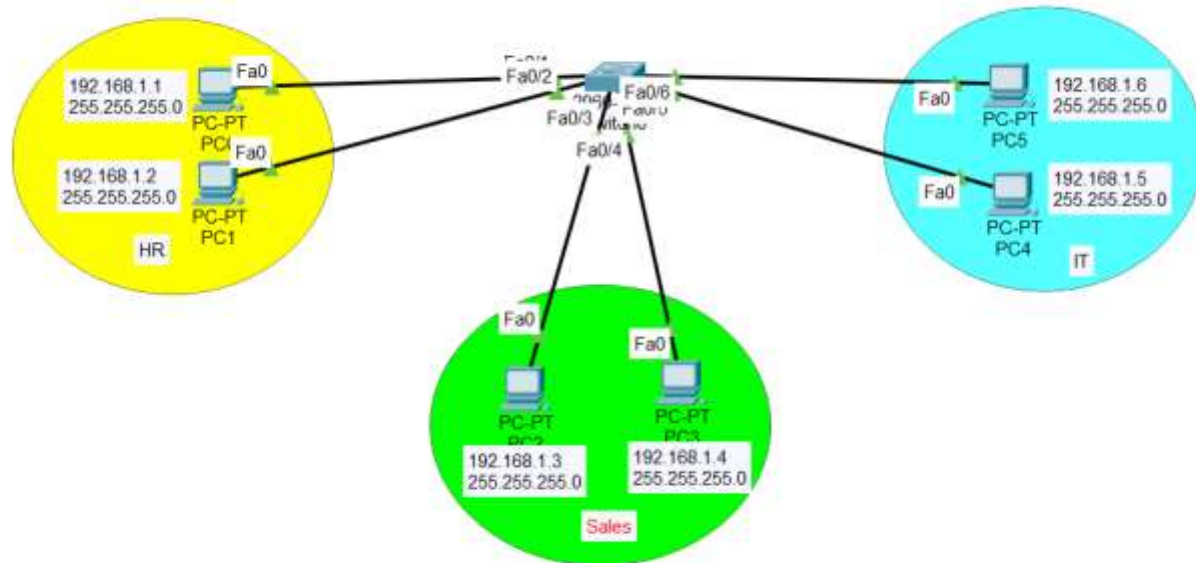 192.168.1.1
255.255.255.0
Fa0
PC-PT
192.168.1.2
255.255.255.0
Fa0
PC-PT
PC1
HR
Fa0/2
Fa0/3
Fa0/4
Fa0/6
Fa0
192.168.1.6
255.255.255.0
PC-PT
PC5
Fa0
192.168.1.5
255.255.255.0
PC-PT
PC4
IT
Fa0
PC-PT
PC2
192.168.1.3
255.255.255.0
Fa0
PC-PT
PC3
192.168.1.4
255.255.255.0
Sales